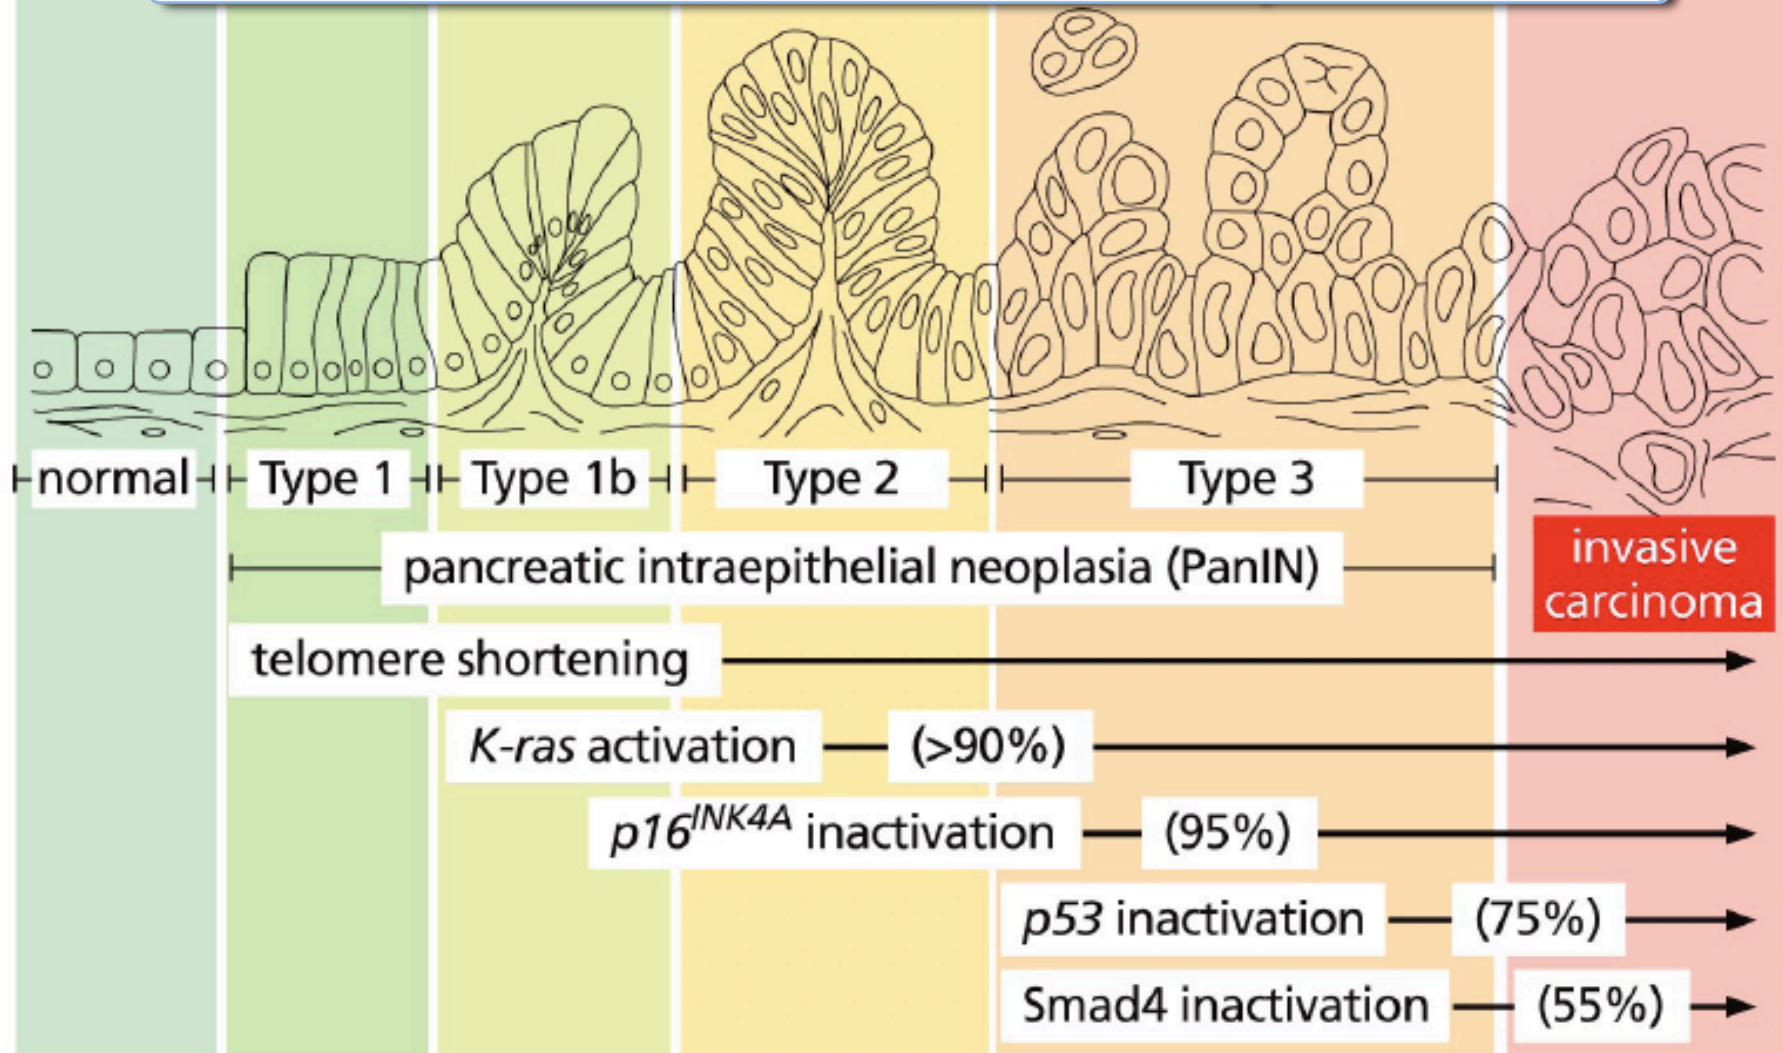 normal Type 1 Type 1b Type 2 Type 3
pancreatic intraepithelial neoplasia (PanIN)
invasive
carcinoma
telomere shortening
K-ras activation (>90%)
p16INK4A inactivation (95%)
p53 inactivation (75%)
Smad4 inactivation (55%)